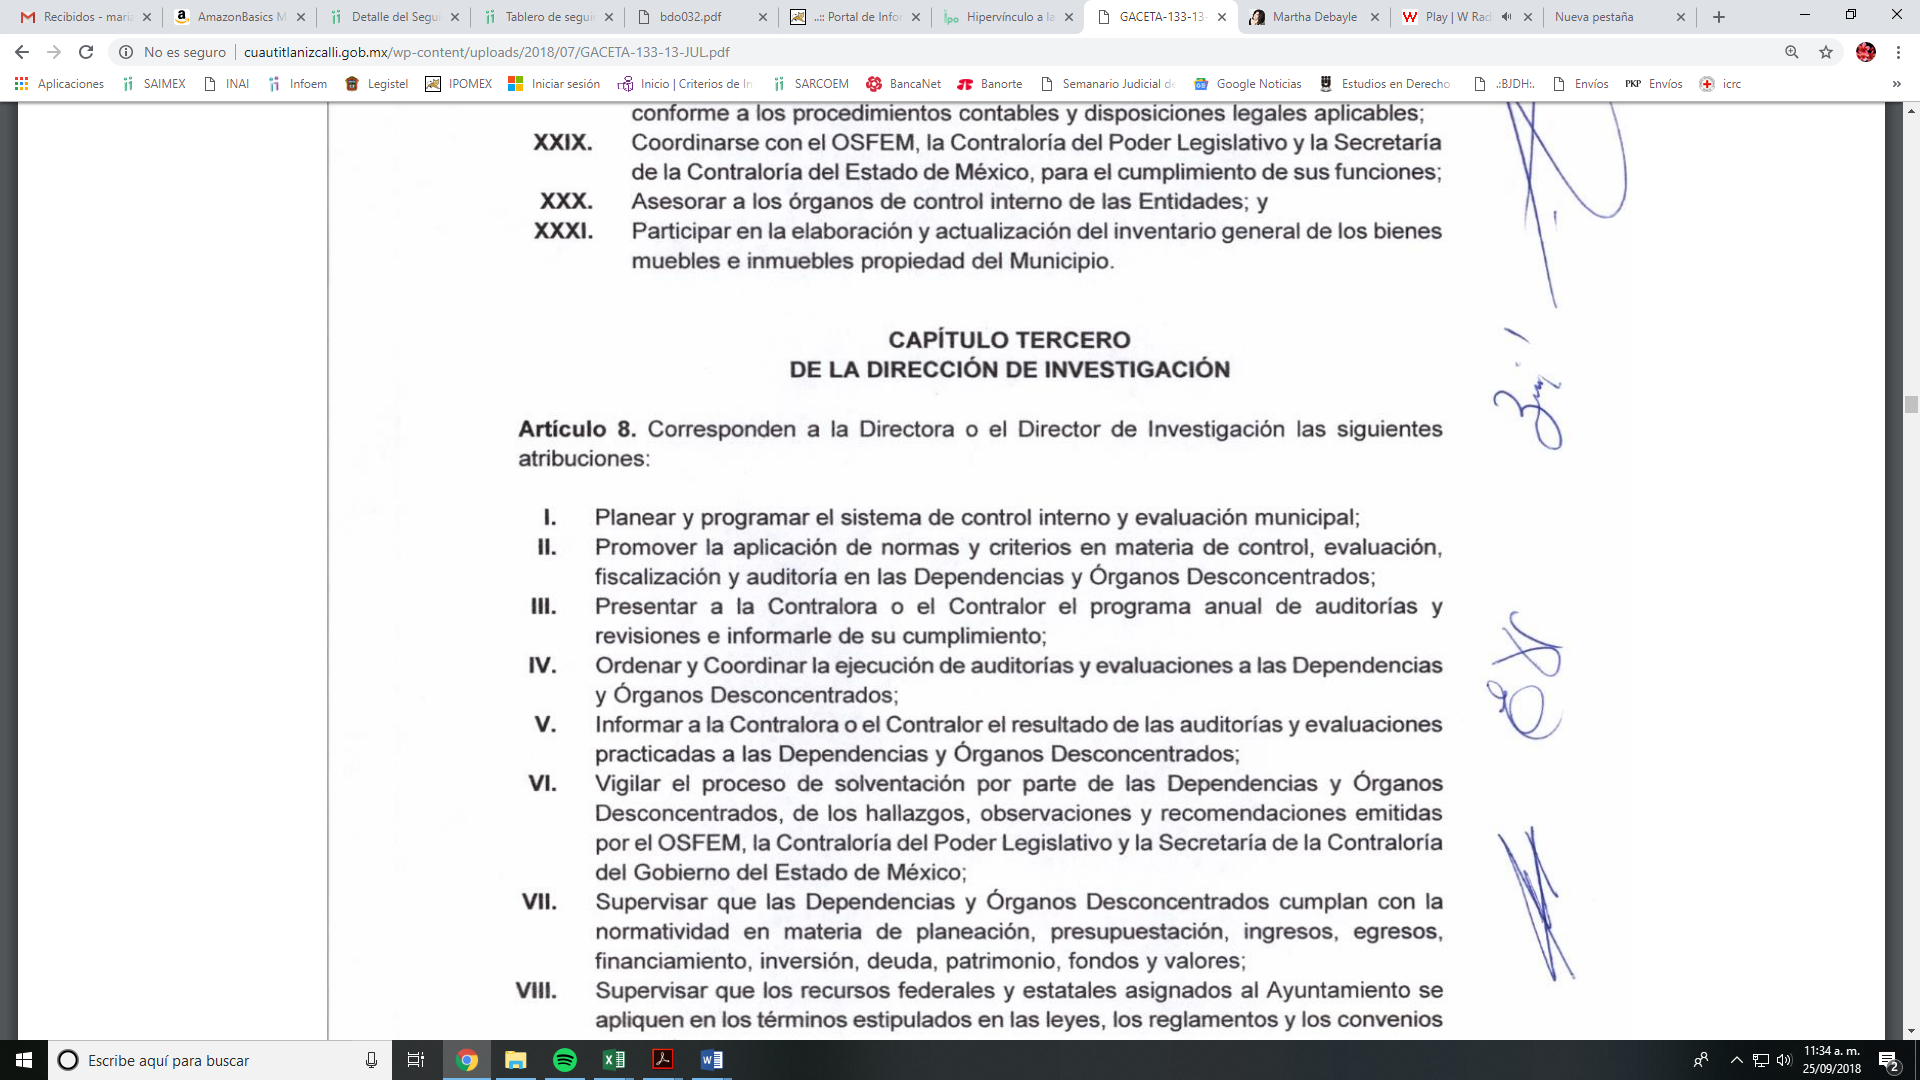 Recibidos - maria
AmazonBasics M
Detalle del Segui
Tablero de seguir
bdo032.pdf
..:: Portal de Infor
Hipervínculo a la
GACETA-133-13-
Martha Debayle
Play | W Rad
Nueva pestaña
No es seguro | cuautitlanizcalli.gob.mx/wp-content/uploads/2018/07/GACETA-133-13-JUL.pdf
Aplicaciones SAIMEX INAI Infoem Legistel IPOMEX Iniciar sesión Inicio | Criterios de In SARCOEM BancaNet Banorte Semanario Judicial de Google Noticias Estudios en Derecho .:BJDH:. Envíos PKP Envíos icrc »
conforme a los procedimientos contables y disposiciones legales aplicables;
XXIX. Coordinarse con el OSFEM, la Contraloría del Poder Legislativo y la Secretaría
de la Contraloría del Estado de México, para el cumplimiento de sus funciones;
XXX. Asesorar a los órganos de control interno de las Entidades; y
XXXI. Participar en la elaboración y actualización del inventario general de los bienes
muebles e inmuebles propiedad del Municipio.
CAPÍTULO TERCERO
DE LA DIRECCIÓN DE INVESTIGACIÓN
Artículo 8. Corresponden a la Directora o el Director de Investigación las siguientes
atribuciones:
I. Planear y programar el sistema de control interno y evaluación municipal;
II. Promover la aplicación de normas y criterios en materia de control, evaluación,
fiscalización y auditoría en las Dependencias y Órganos Desconcentrados;
III. Presentar a la Contralora o el Contralor el programa anual de auditorías y
revisiones e informarle de su cumplimiento;
IV. Ordenar y Coordinar la ejecución de auditorías y evaluaciones a las Dependencias
y Órganos Desconcentrados;
V. Informar a la Contralora o el Contralor el resultado de las auditorías y evaluaciones
practicadas a las Dependencias y Órganos Desconcentrados;
VI. Vigilar el proceso de solventación por parte de las Dependencias y Órganos
Desconcentrados, de los hallazgos, observaciones y recomendaciones emitidas
por el OSFEM, la Contraloría del Poder Legislativo y la Secretaría de la Contraloría
del Gobierno del Estado de México;
VII. Supervisar que las Dependencias y Órganos Desconcentrados cumplan con la
normatividad en materia de planeación, presupuestación, ingresos, egresos,
financiamiento, inversión, deuda, patrimonio, fondos y valores;
VIII. Supervisar que los recursos federales y estatales asignados al Ayuntamiento se
apliquen en los términos estipulados en las leyes, los reglamentos y los convenios
Escribe aquí para buscar
11:34 a. m.
25/09/2018
2